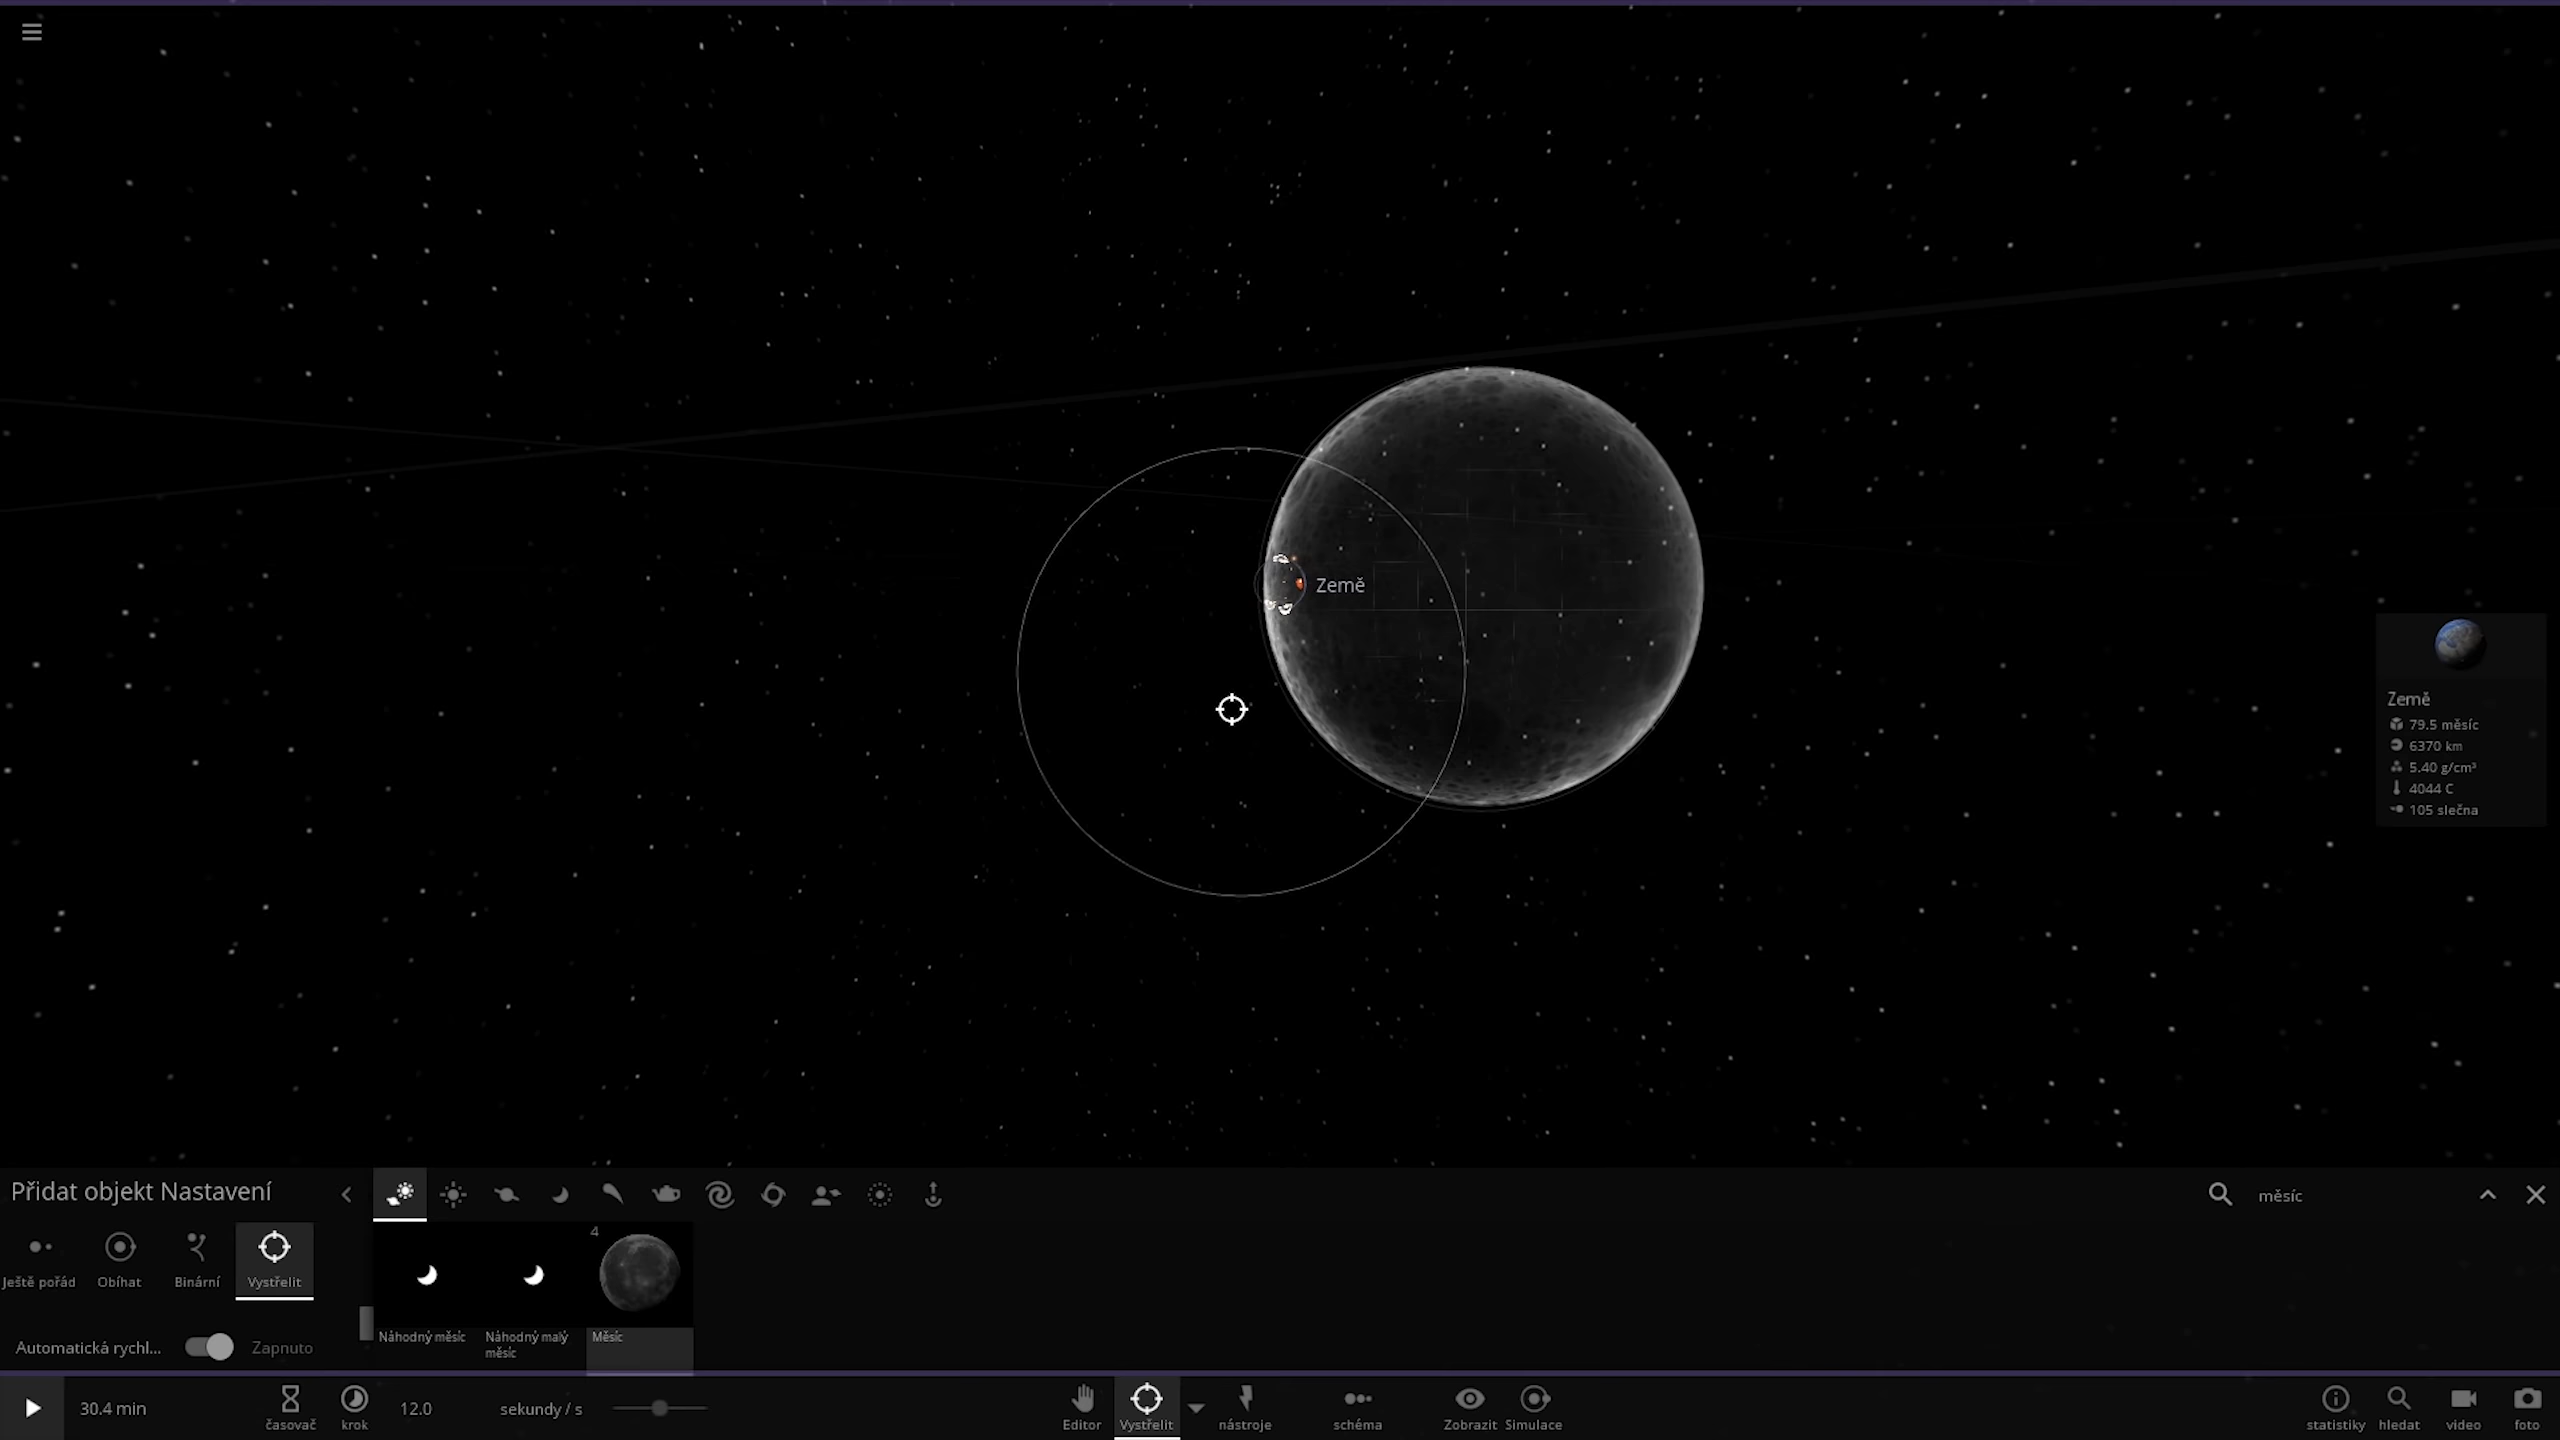 Země
Země
79.5 měsíc
6370 km
5.40 g/cm³
4044 C
105 slečna
Přidat objekt Nastavení
měsíc
Ještě pořád
Obíhat
Binární
Vystřelit
4
Náhodný měsíc
Náhodný malý
měsíc
Měsíc
Automatická rychl...
Zapnuto
30.4 min
časovač
krok
12.0
sekundy / s
Editor
Vystřelit
nástroje
schéma
Zobrazit
Simulace
statistiky
hledat
video
foto